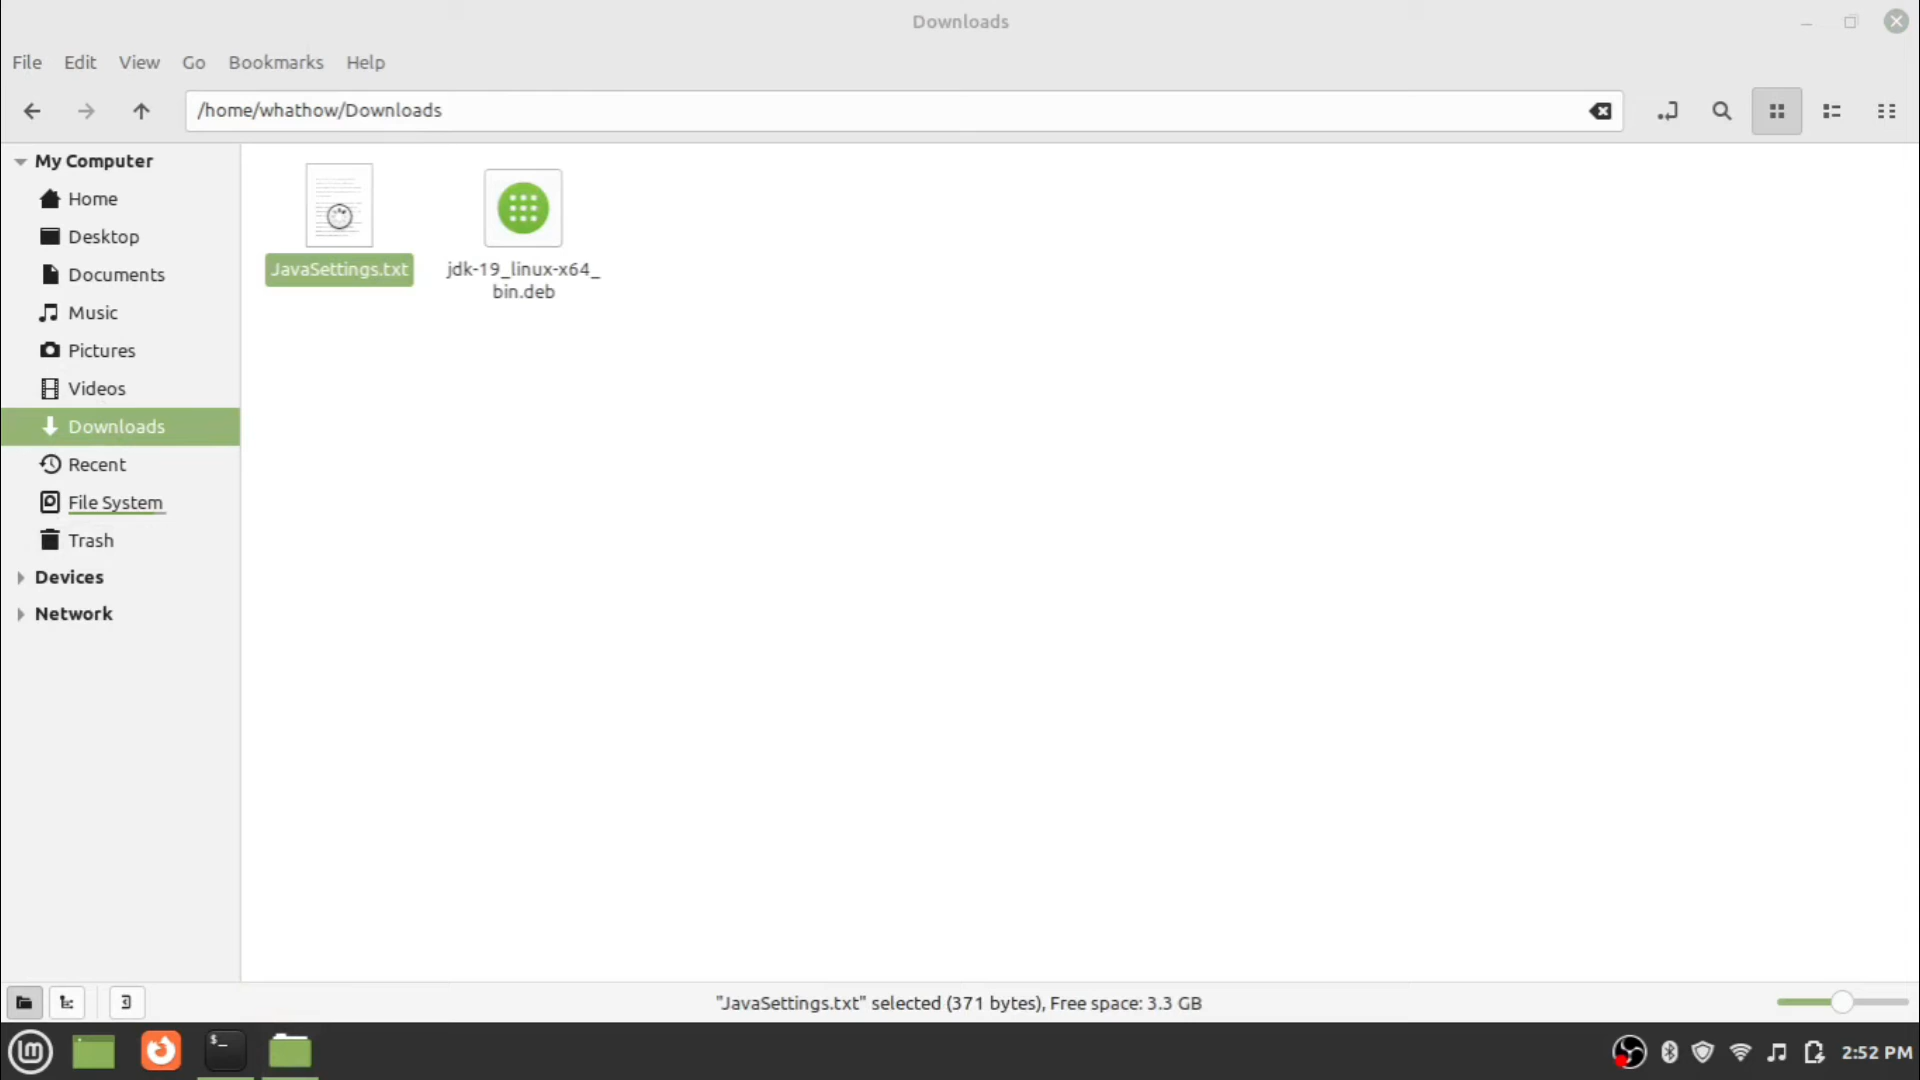 Downloads
File Edit View Go Bookmarks Help
/home/whathow/Downloads
My Computer
Home
Desktop
Documents
Music
Pictures
Videos
Downloads
Recent
File System
Trash
Devices
Network
JavaSettings.txt
jdk-19_linux-x64_
bin.deb
"JavaSettings.txt" selected (371 bytes), Free space: 3.3 GB
$_
2:52 PM